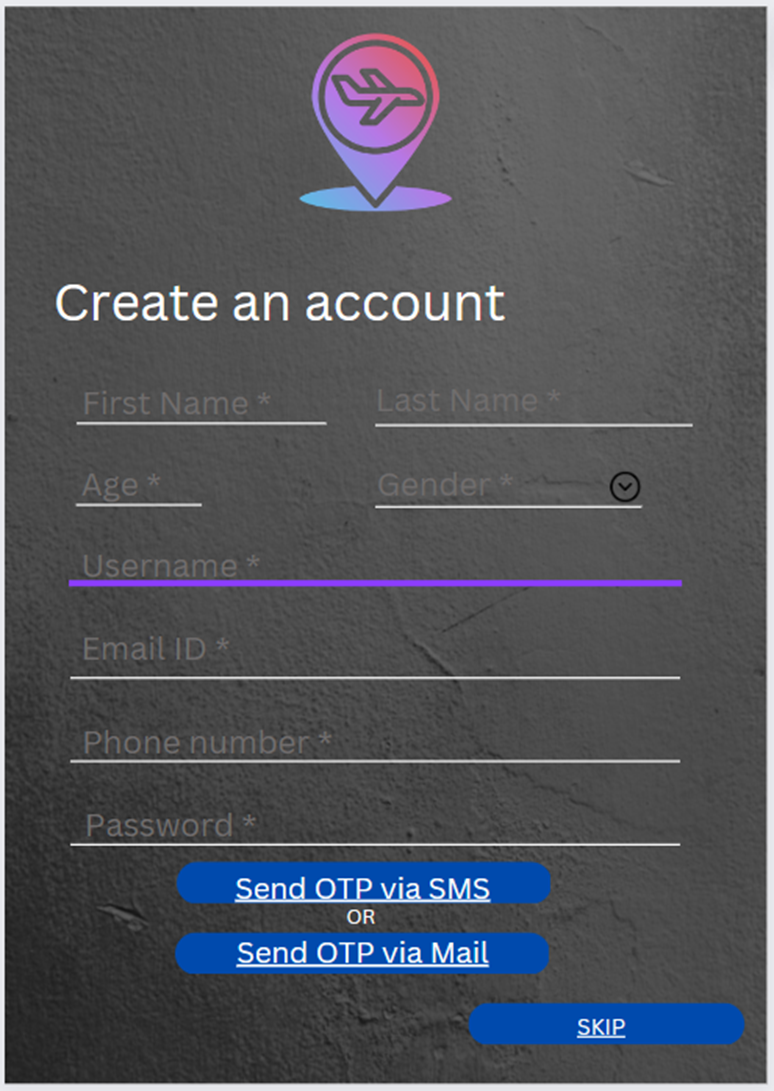 Create an account
First Name * Last Name *
Age * Gender *
Username *
Email ID *
Phone number *
Password *
Send OTP via SMS
OR
Send OTP via Mail
SKIP